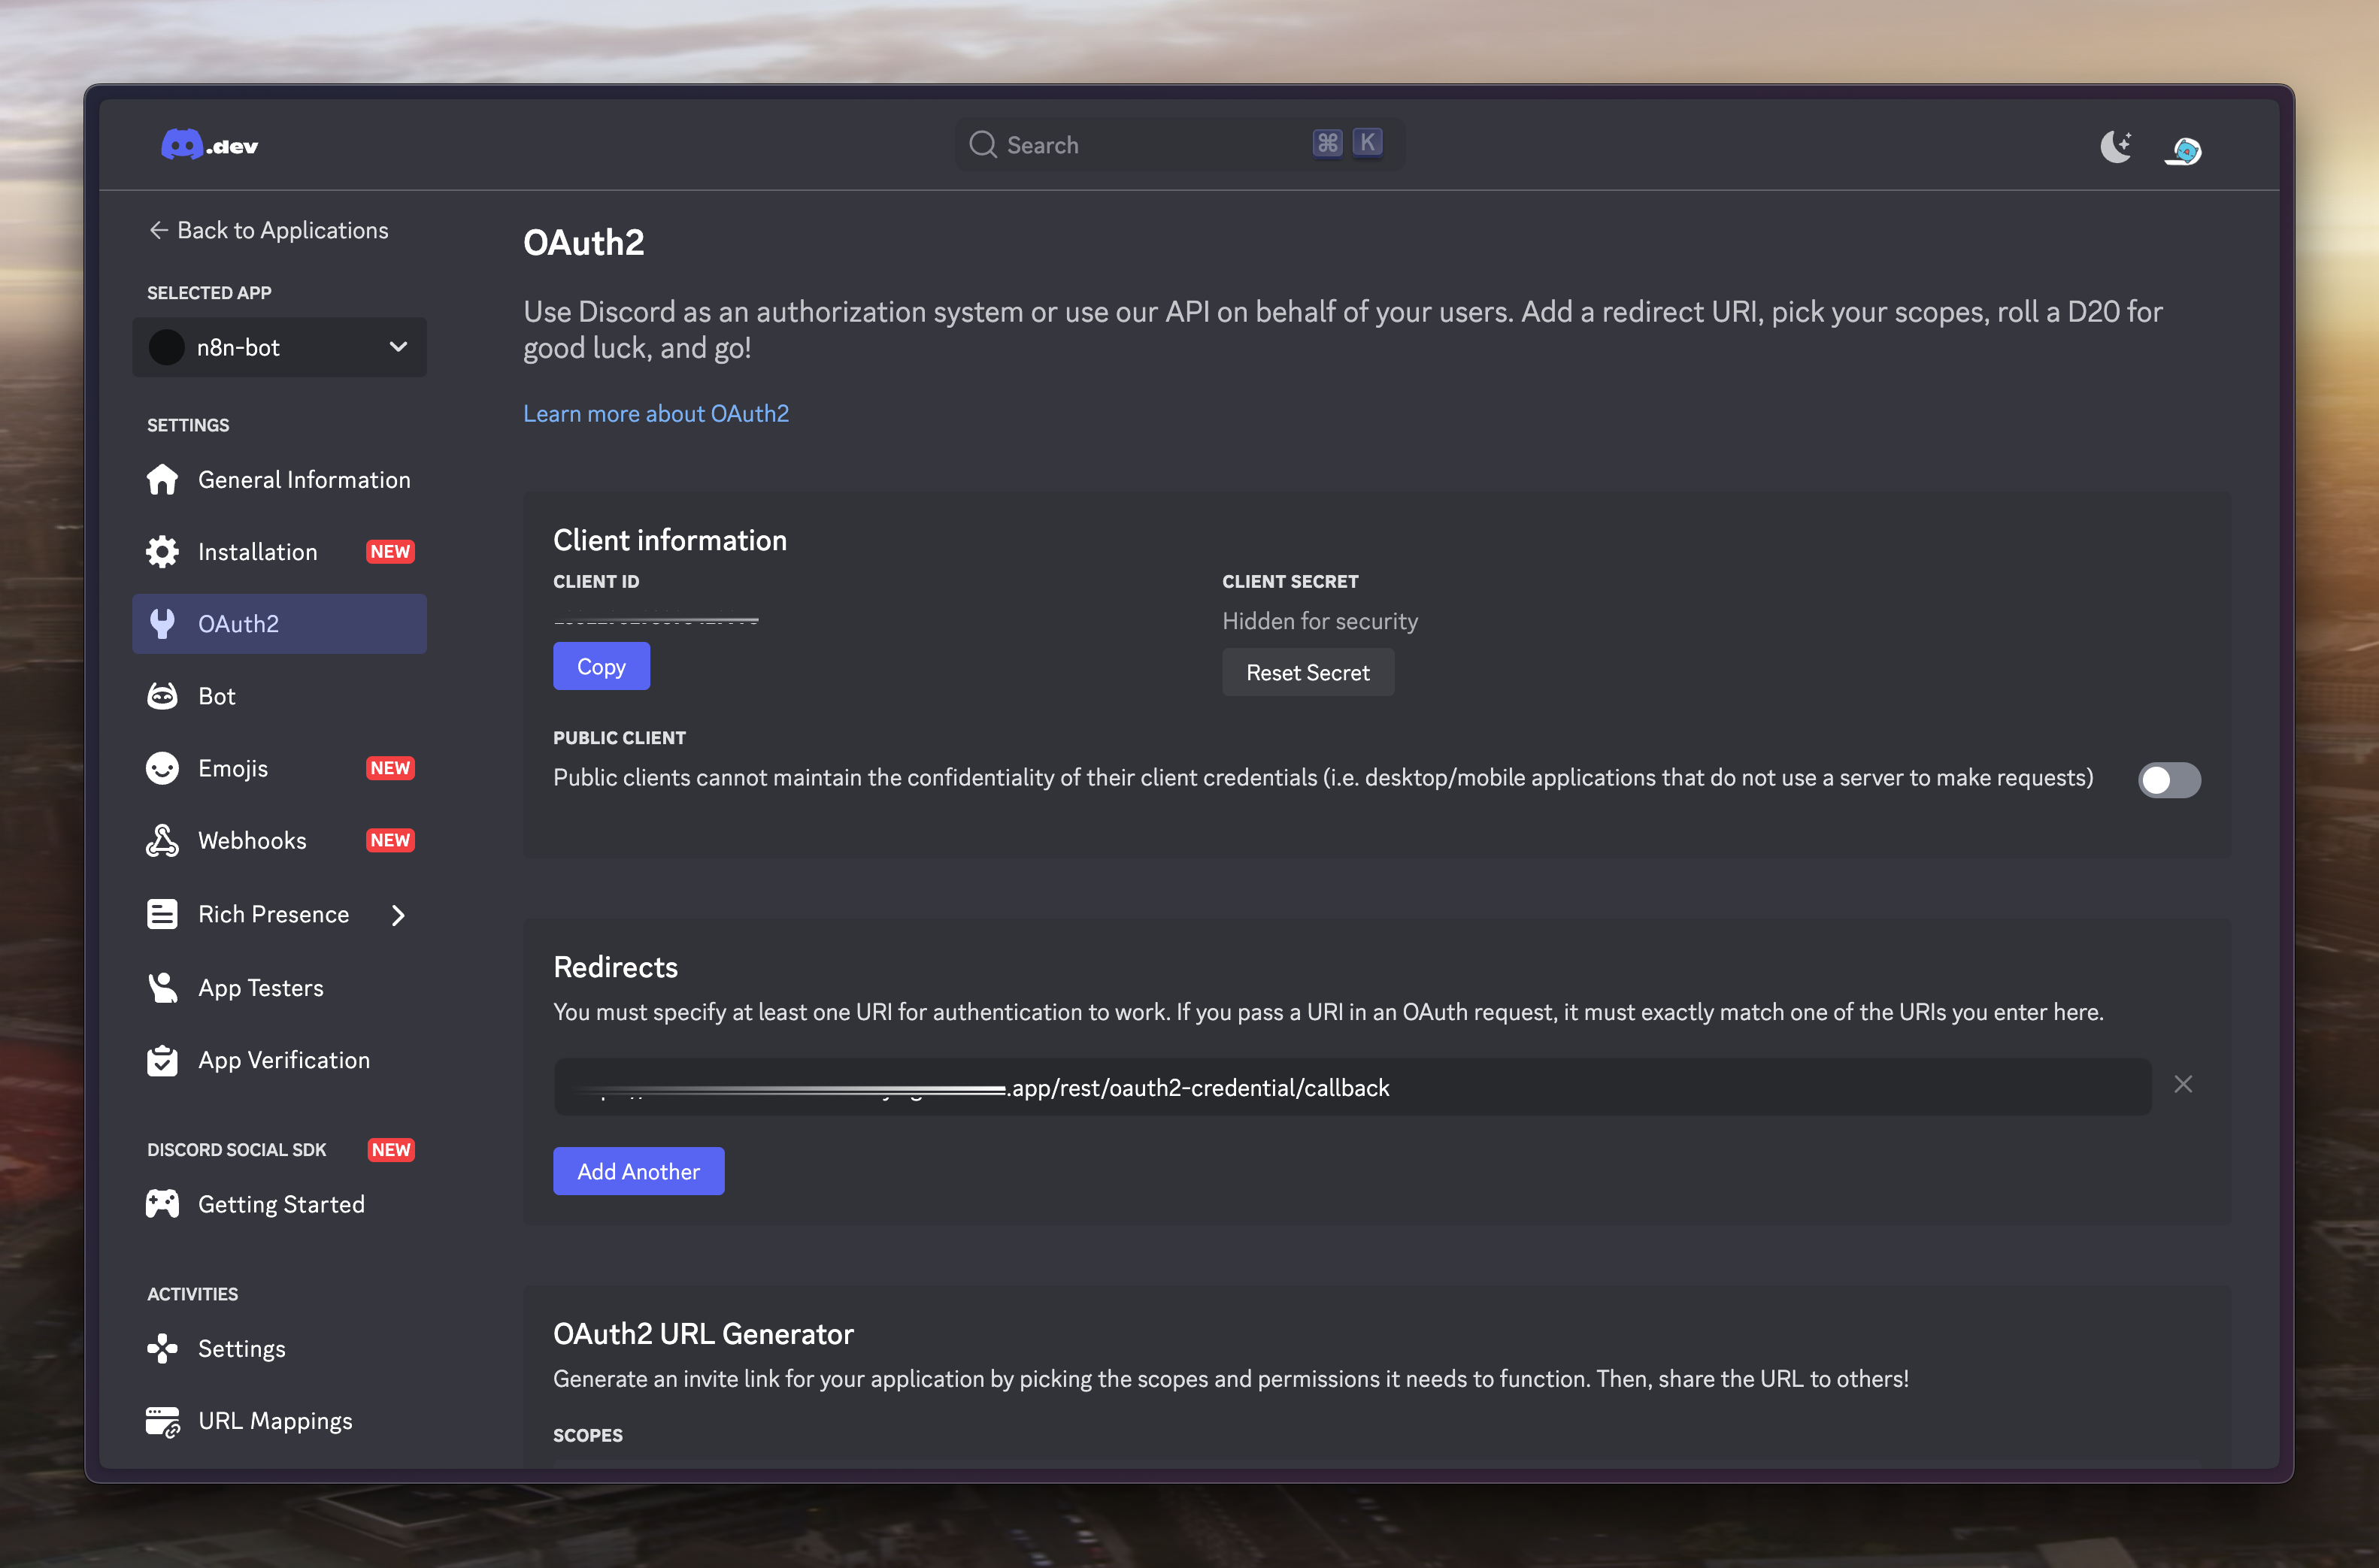 .dev
Search
⌘ K
← Back to Applications
SELECTED APP
n8n-bot
SETTINGS
General Information
Installation NEW
OAuth2
Bot
Emojis NEW
Webhooks NEW
Rich Presence
App Testers
App Verification
DISCORD SOCIAL SDK NEW
Getting Started
ACTIVITIES
Settings
URL Mappings
OAuth2
Use Discord as an authorization system or use our API on behalf of your users. Add a redirect URI, pick your scopes, roll a D20 for
good luck, and go!
Learn more about OAuth2
Client information
CLIENT ID
Copy
CLIENT SECRET
Hidden for security
Reset Secret
PUBLIC CLIENT
Public clients cannot maintain the confidentiality of their client credentials (i.e. desktop/mobile applications that do not use a server to make requests)
Redirects
You must specify at least one URI for authentication to work. If you pass a URI in an OAuth request, it must exactly match one of the URIs you enter here.
.app/rest/oauth2-credential/callback
Add Another
OAuth2 URL Generator
Generate an invite link for your application by picking the scopes and permissions it needs to function. Then, share the URL to others!
SCOPES